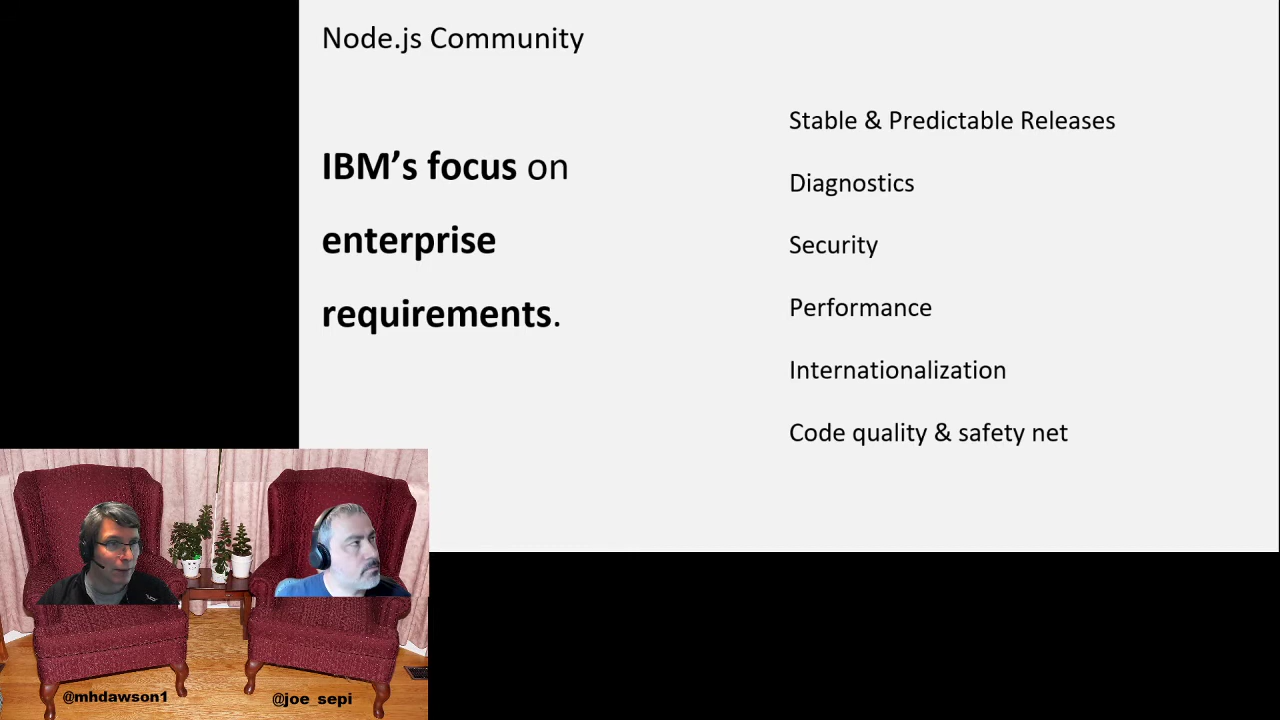 Node.js Community
IBM's focus on
enterprise
requirements.
Stable & Predictable Releases
Diagnostics
Security
Performance
Internationalization
Code quality & safety net
@mhdawson1
@joe_sepi